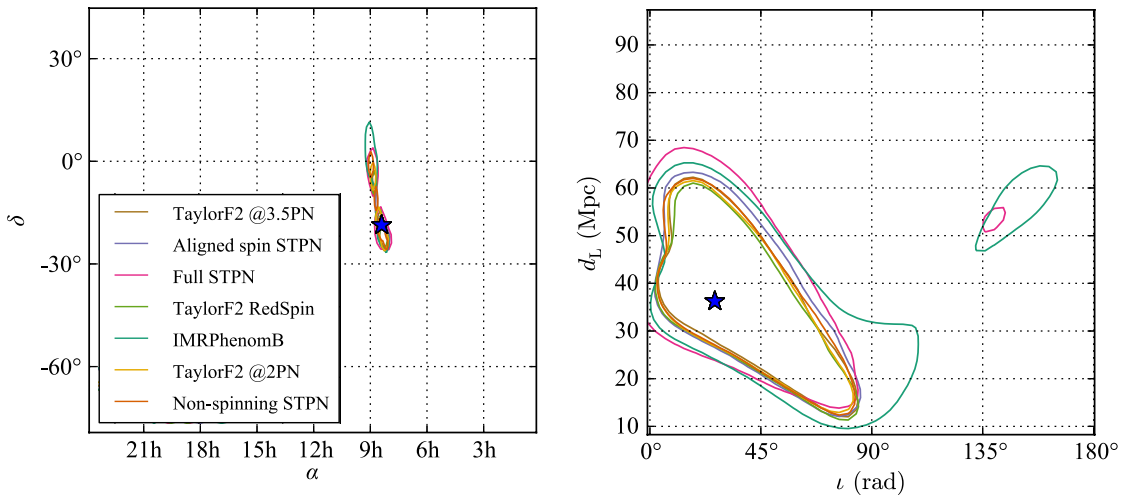 30°
0°
-30°
-60°
δ
TaylorF2 @3.5PN
Aligned spin STPN
Full STPN
TaylorF2 RedSpin
IMRPhenomB
TaylorF2 @2PN
Non-spinning STPN
21h 18h 15h 12h 9h 6h 3h
α
90
80
70
60
50
40
30
20
10
d_L (Mpc)
0° 45° 90° 135° 180°
ι (rad)